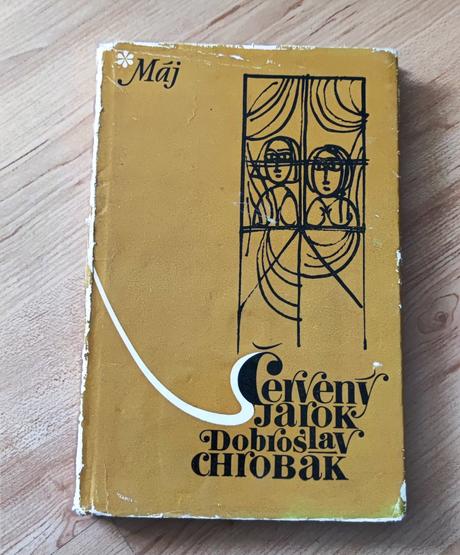 Máj
Červený
jarok
Dobroslav
CHROBÁK